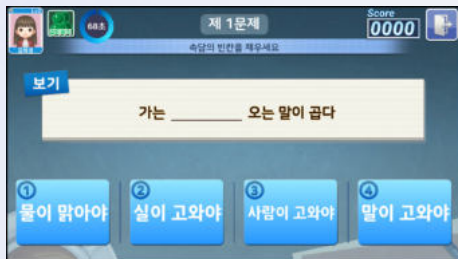 60초
제 1문제
Score
0000
속담의 빈칸을 채우세요
보기
가는 ________ 오는 말이 곱다
① 물이 맑아야
② 실이 고와야
③ 사람이 고와야
④ 말이 고와야